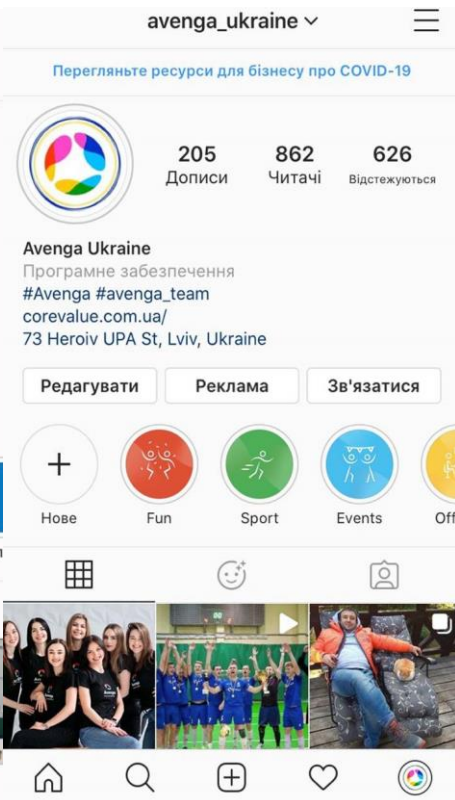 avenga_ukraine
Перегляньте ресурси для бізнесу про COVID-19
205 862 626
Дописи Читачі Відстежуються
Avenga Ukraine
Програмне забезпечення
#Avenga #avenga_team
corevalue.com.ua/
73 Heroiv UPA St, Lviv, Ukraine
Редагувати Реклама Зв'язатися
Нове Fun Sport Events Off